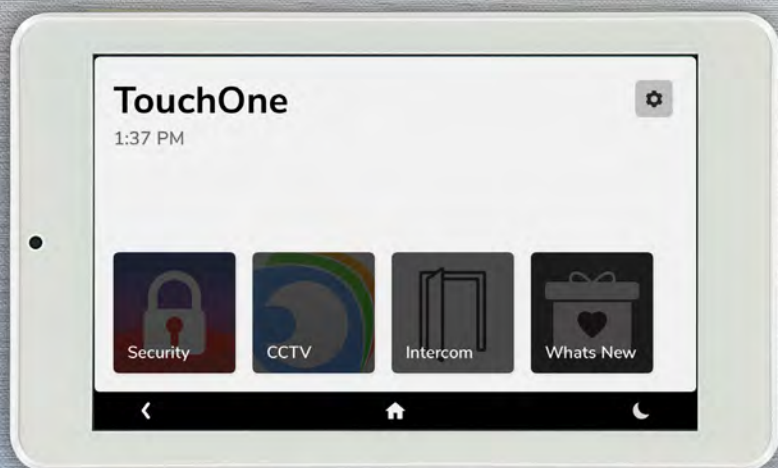 TouchOne
1:37 PM
Security
CCTV
Intercom
Whats New